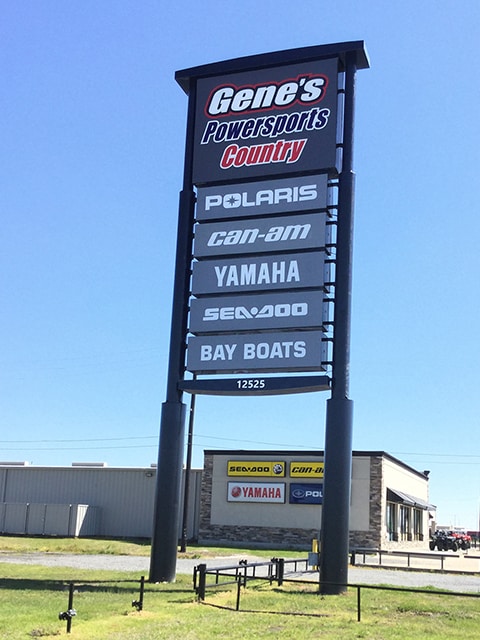 Gene's
Powersports
Country
POLARIS
can-am
YAMAHA
SEA-DOO
BAY BOATS
12525
SEA-DOO
can-am
YAMAHA